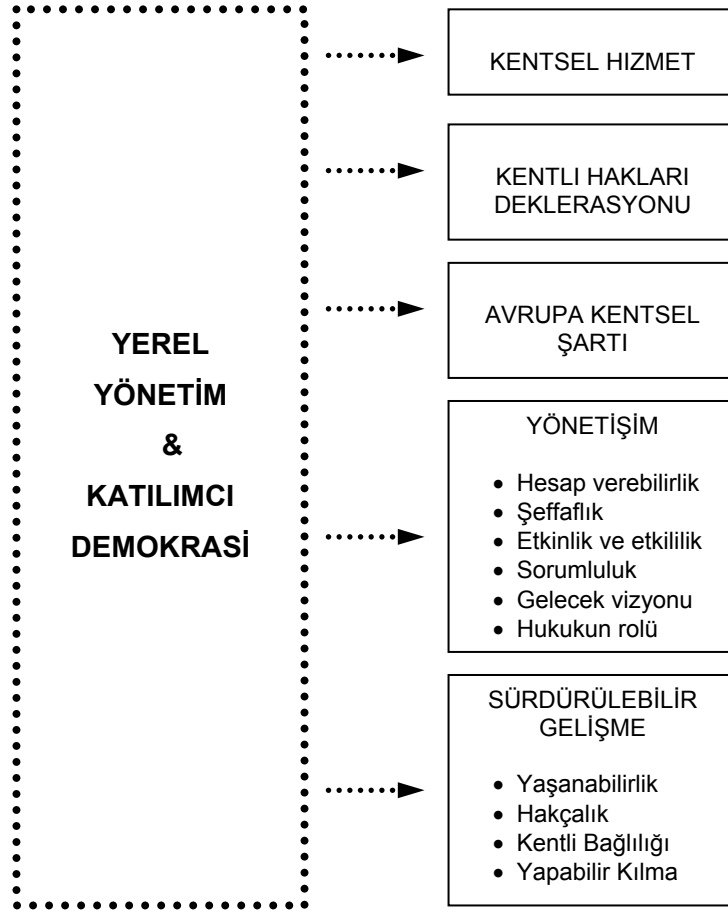 YEREL
YÖNETİM
&
KATILIMCI
DEMOKRASİ
KENTSEL HIZMET
KENTLI HAKLARI
DEKLERASYONU
AVRUPA KENTSEL
ŞARTI
YÖNETİŞİM
• Hesap verebilirlik
• Şeffaflık
• Etkinlik ve etkililik
• Sorumluluk
• Gelecek vizyonu
• Hukukun rolü
SÜRDÜRÜLEBİLİR
GELİŞME
• Yaşanabilirlik
• Hakçalık
• Kentli Bağlılığı
• Yapabilir Kılma